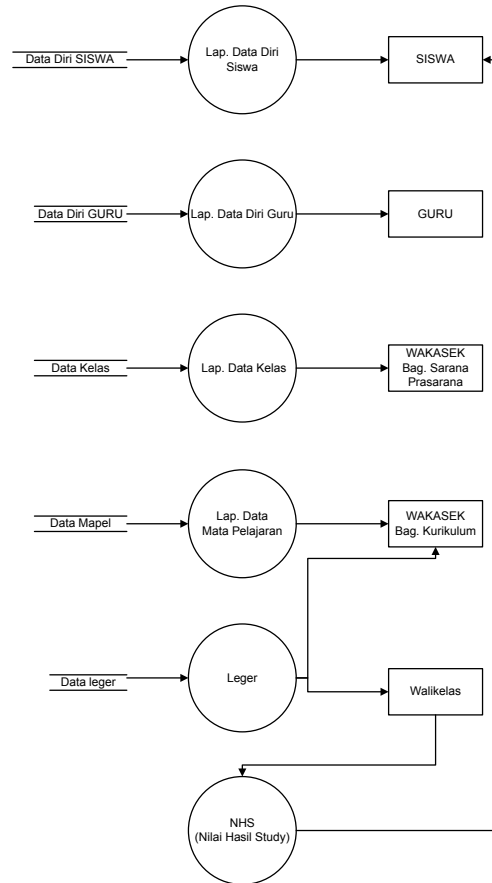 Data Diri SISWA
Lap. Data Diri
Siswa
SISWA
Data Diri GURU
Lap. Data Diri Guru
GURU
Data Kelas
Lap. Data Kelas
WAKASEK
Bag. Sarana
Prasarana
Data Mapel
Lap. Data
Mata Pelajaran
WAKASEK
Bag. Kurikulum
Data leger
Leger
Walikelas
NHS
(Nilai Hasil Study)